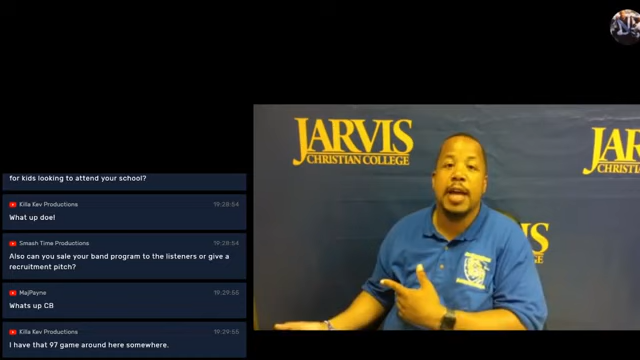 for kids looking to attend your school?
Killa Kev Productions 19:28:54
What up doe!
Smash Time Productions 19:28:54
Also can you sale your band program to the listeners or give a
recruitment pitch?
MajPayne 19:29:55
Whats up CB
Killa Kev Productions 19:29:55
I have that 97 game around here somewhere.
JARVIS
CHRISTIAN COLLEGE
JARVIS
CHRISTIAN